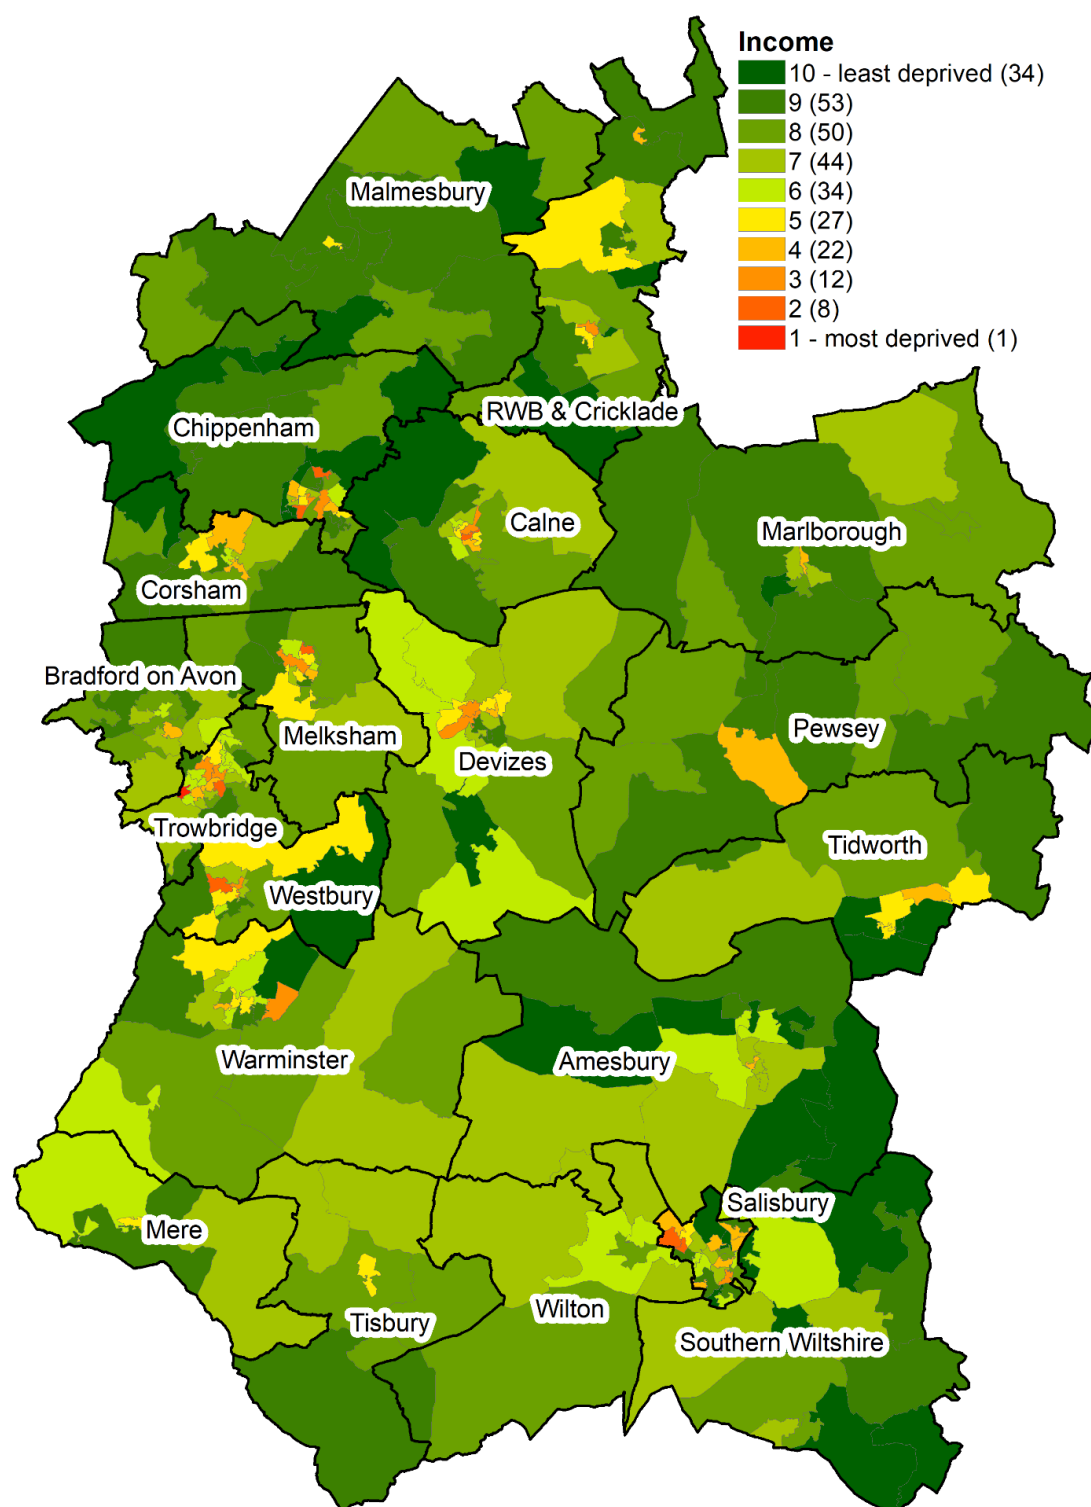 Income
10 - least deprived (34)
9 (53)
8 (50)
7 (44)
6 (34)
5 (27)
4 (22)
3 (12)
2 (8)
1 - most deprived (1)
Malmesbury
RWB & Cricklade
Chippenham
Calne
Marlborough
Corsham
Bradford on Avon
Melksham
Devizes
Pewsey
Trowbridge
Tidworth
Westbury
Warminster
Amesbury
Salisbury
Mere
Wilton
Tisbury
Southern Wiltshire